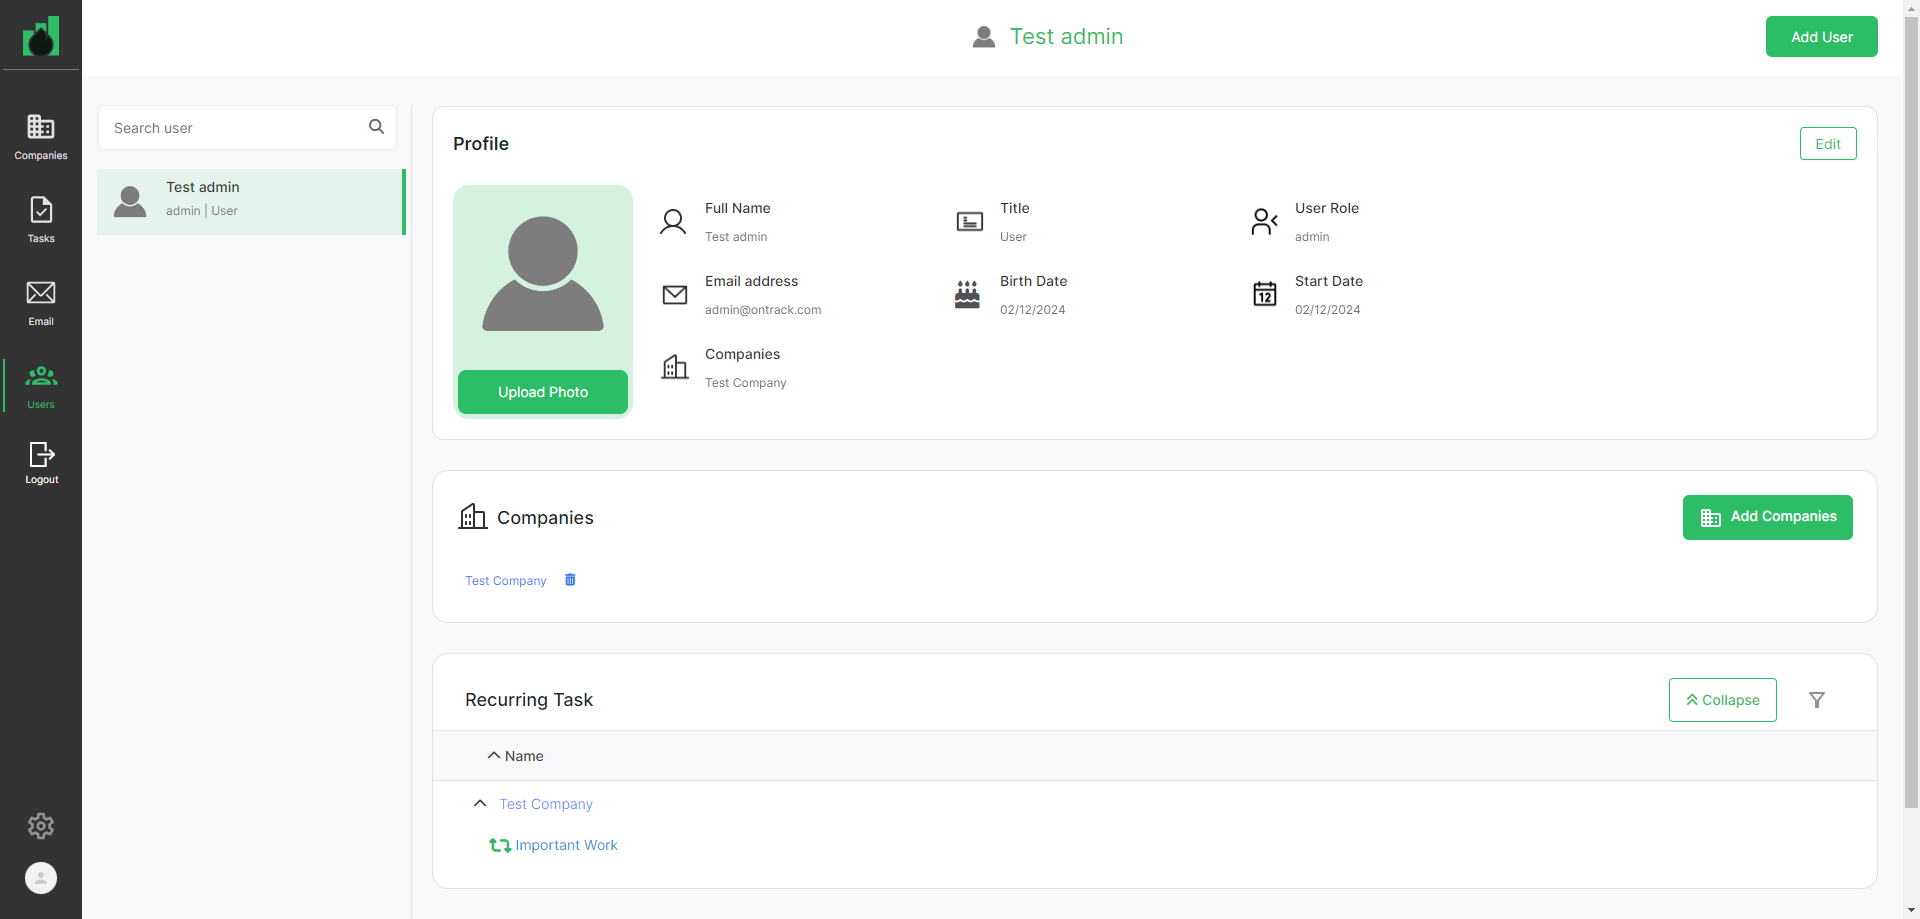 Test admin
Add User
Companies
Tasks
Email
Users
Logout
Search user
Test admin
admin | User
Profile
Edit
Upload Photo
Full Name
Test admin
Title
User
User Role
admin
Email address
admin@ontrack.com
Birth Date
02/12/2024
Start Date
12
02/12/2024
Companies
Test Company
Companies
Add Companies
Test Company
Recurring Task
Collapse
Name
Test Company
Important Work